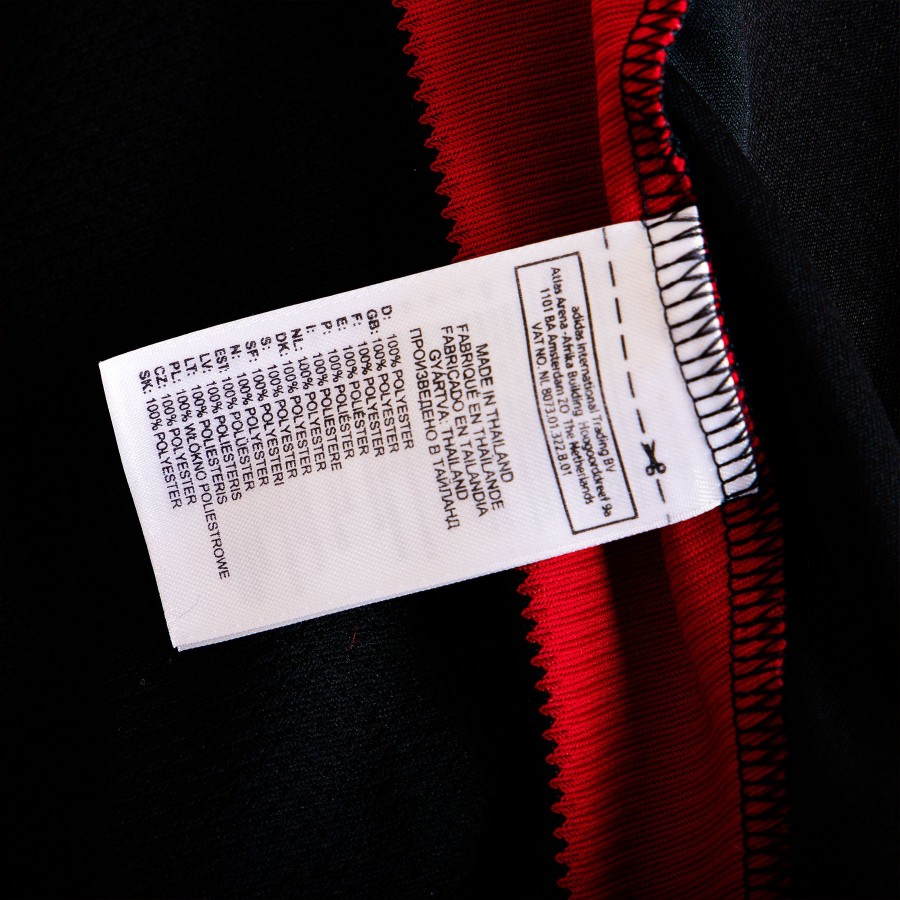 adidas International Trading BV
Atlas Arena -Afrika Building Hoogoorddreef 9a
1101 BA Amsterdam ZO The Netherlands
VAT NO. NL 8073.01.322.B.01
MADE IN THAILAND
FABRIQUÉ EN THAILANDE
FABRICADO EN TAILANDIA
GYÁRTVA: THAILAND
ПРОИЗВЕДЕНО В ТАЙЛАНД
D: 100% POLYESTER
GB: 100% POLYESTER
F: 100% POLYESTER
E: 100% POLIÉSTER
P: 100% POLIÉSTER
I: 100% POLIESTERE
NL: 100% POLYESTER
DK: 100% POLYESTER
S: 100% POLYESTER
SF: 100% POLYESTERI
N: 100% POLYESTER
EST: 100% POLÜESTER
LV: 100% POLIESTERIS
LT: 100% POLIESTERIS
PL: 100% WŁÓKNO POLIESTROWE
CZ: 100% POLYESTER
SK: 100% POLYESTER